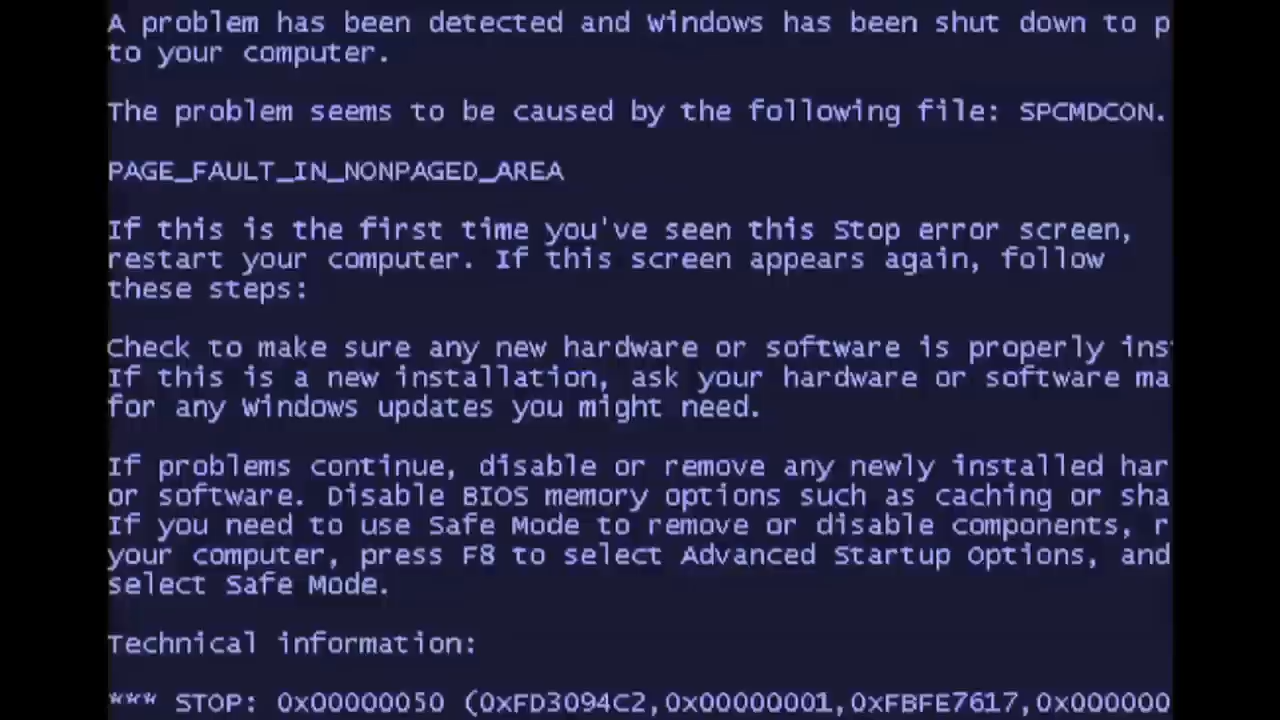 A problem has been detected and Windows has been shut down to p
to your computer.
The problem seems to be caused by the following file: SPCMDCON.
PAGE_FAULT_IN_NONPAGED_AREA
If this is the first time you've seen this Stop error screen,
restart your computer. If this screen appears again, follow
these steps:
Check to make sure any new hardware or software is properly ins
If this is a new installation, ask your hardware or software ma
for any Windows updates you might need.
If problems continue, disable or remove any newly installed har
or software. Disable BIOS memory options such as caching or sha
If you need to use Safe Mode to remove or disable components, r
your computer, press F8 to select Advanced Startup Options, and
select Safe Mode.
Technical information:
*** STOP: 0x00000050 (0xFD3094C2,0x00000001,0xFBFE7617,0x000000